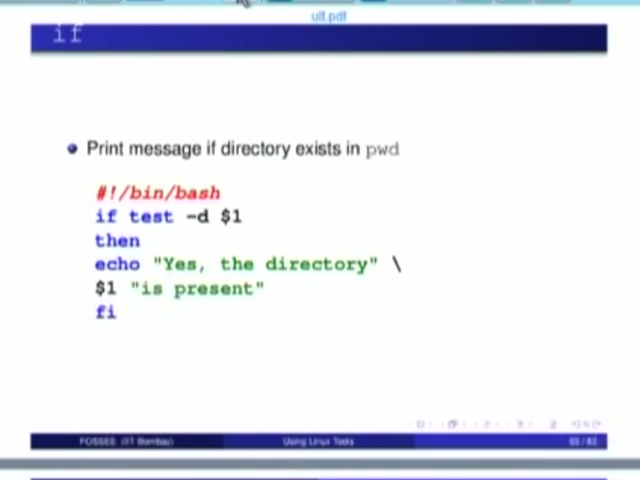 ult.pdf
if
Print message if directory exists in pwd
#!/bin/bash
if test -d $1
then
echo "Yes, the directory" \
$1 "is present"
fi
FOSSEE (IIT Bombay)
Using Linux Tools